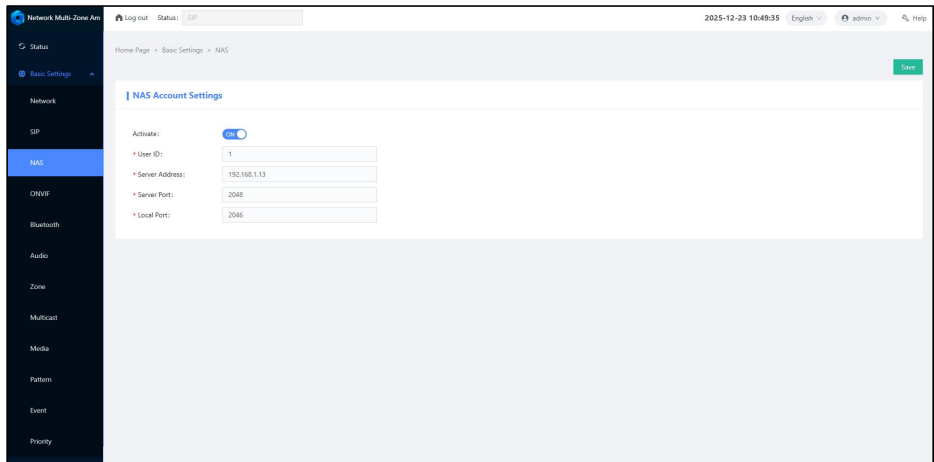 Network Multi-Zone Am
Log out Status: SIP 2025-12-23 10:49:35 English admin Help
Status
Home Page > Basic Settings > NAS
Basic Settings
Save
NAS Account Settings
Network
SIP
Activate: ON
* User ID: 1
NAS
* Server Address: 192.168.1.13
ONVIF
* Server Port: 2048
* Local Port: 2046
Bluetooth
Audio
Zone
Multicast
Media
Pattern
Event
Priority